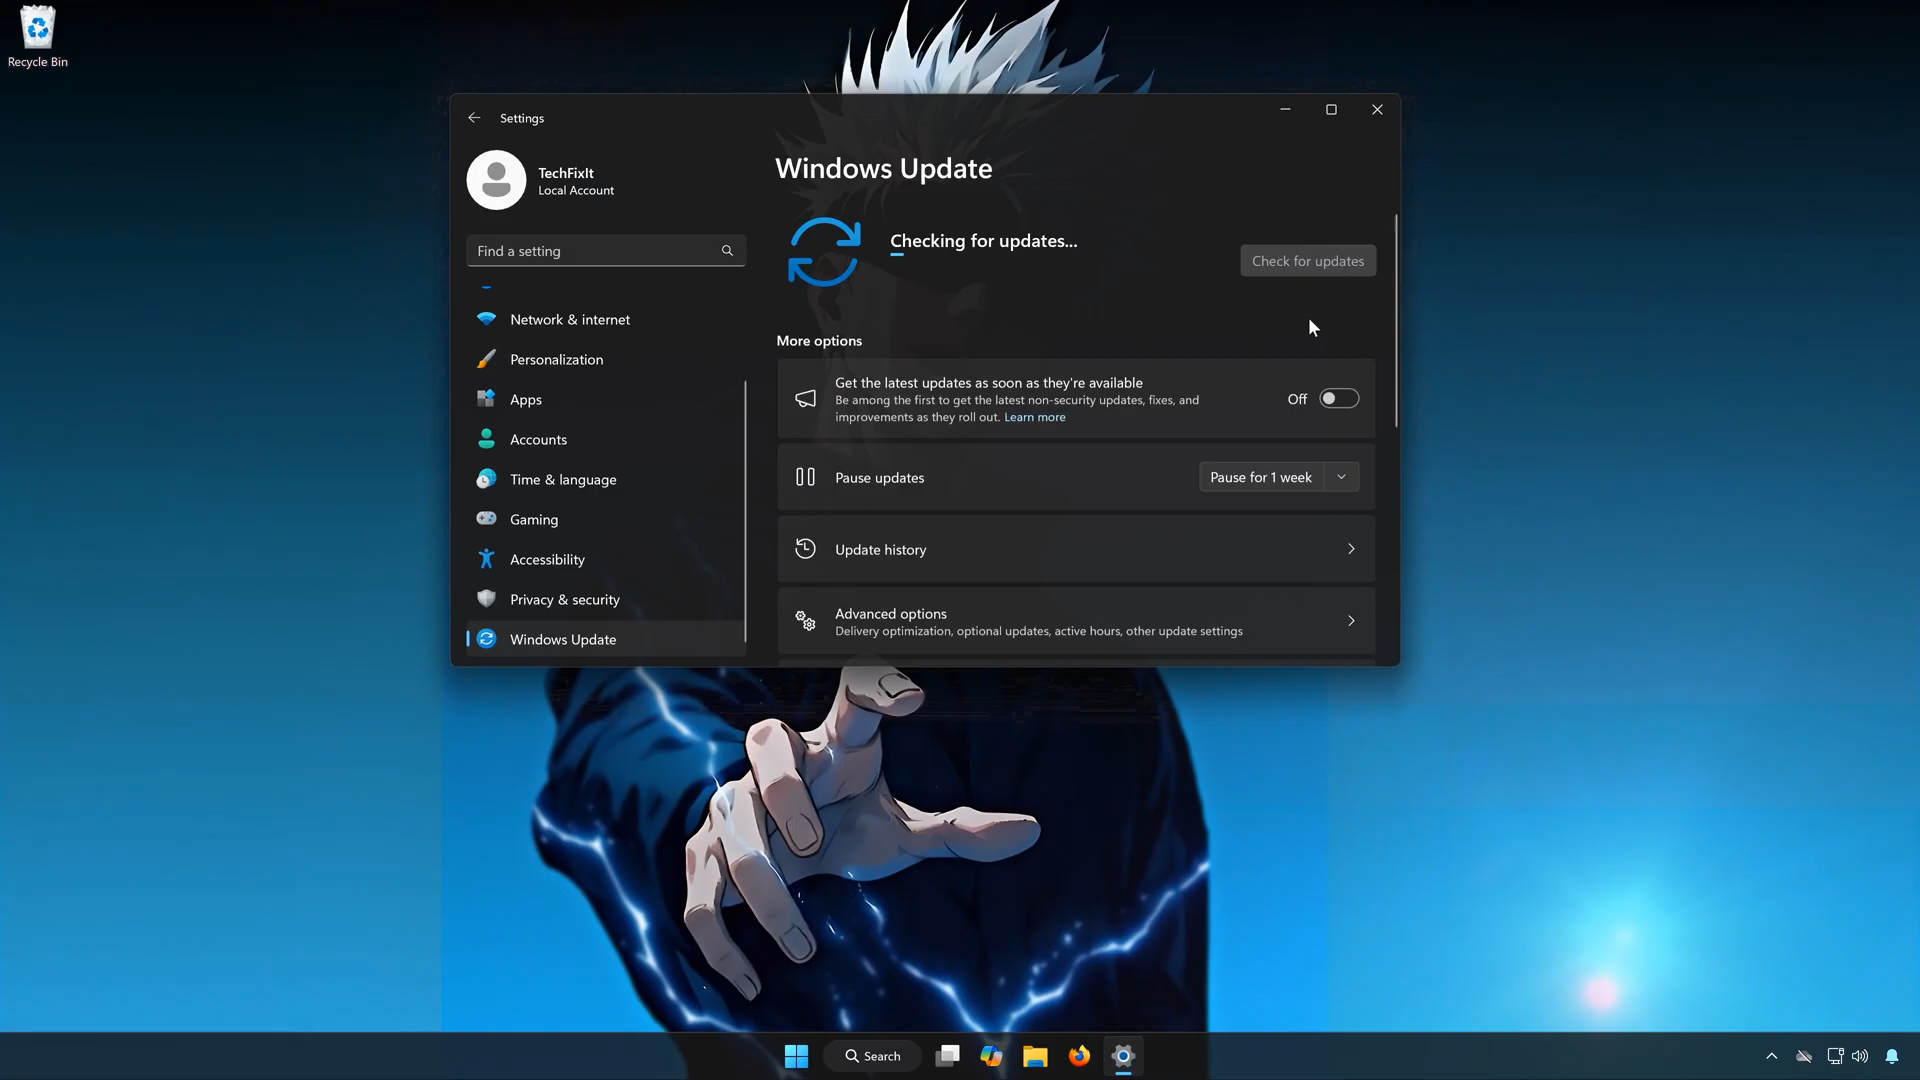 Recycle Bin
Settings
TechFixIt
Local Account
Find a setting
Network & internet
Personalization
Apps
Accounts
Time & language
Gaming
Accessibility
Privacy & security
Windows Update
Windows Update
Checking for updates...
Check for updates
More options
Get the latest updates as soon as they're available
Be among the first to get the latest non-security updates, fixes, and
improvements as they roll out. Learn more
Off
Pause updates
Pause for 1 week
Update history
Advanced options
Delivery optimization, optional updates, active hours, other update settings
Search